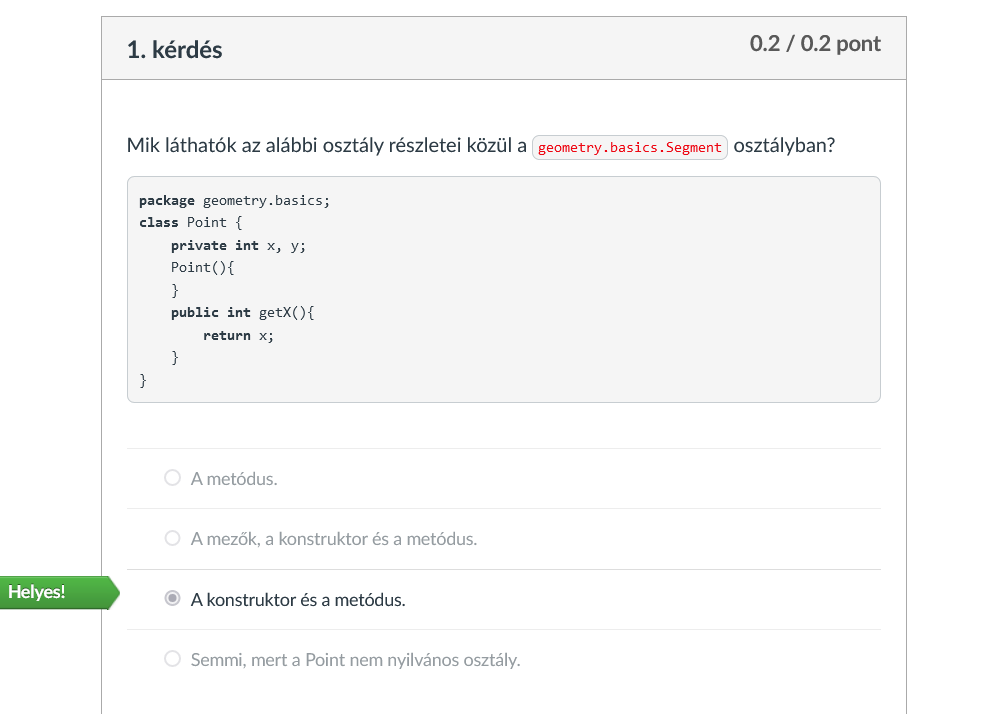 1. kérdés
0.2 / 0.2 pont
Mik láthatók az alábbi osztály részletei közül a geometry.basics.Segment osztályban?
package geometry.basics;
class Point {
    private int x, y;
    Point(){
    }
    public int getX(){
        return x;
    }
}
A metódus.
A mezők, a konstruktor és a metódus.
Helyes!
A konstruktor és a metódus.
Semmi, mert a Point nem nyilvános osztály.